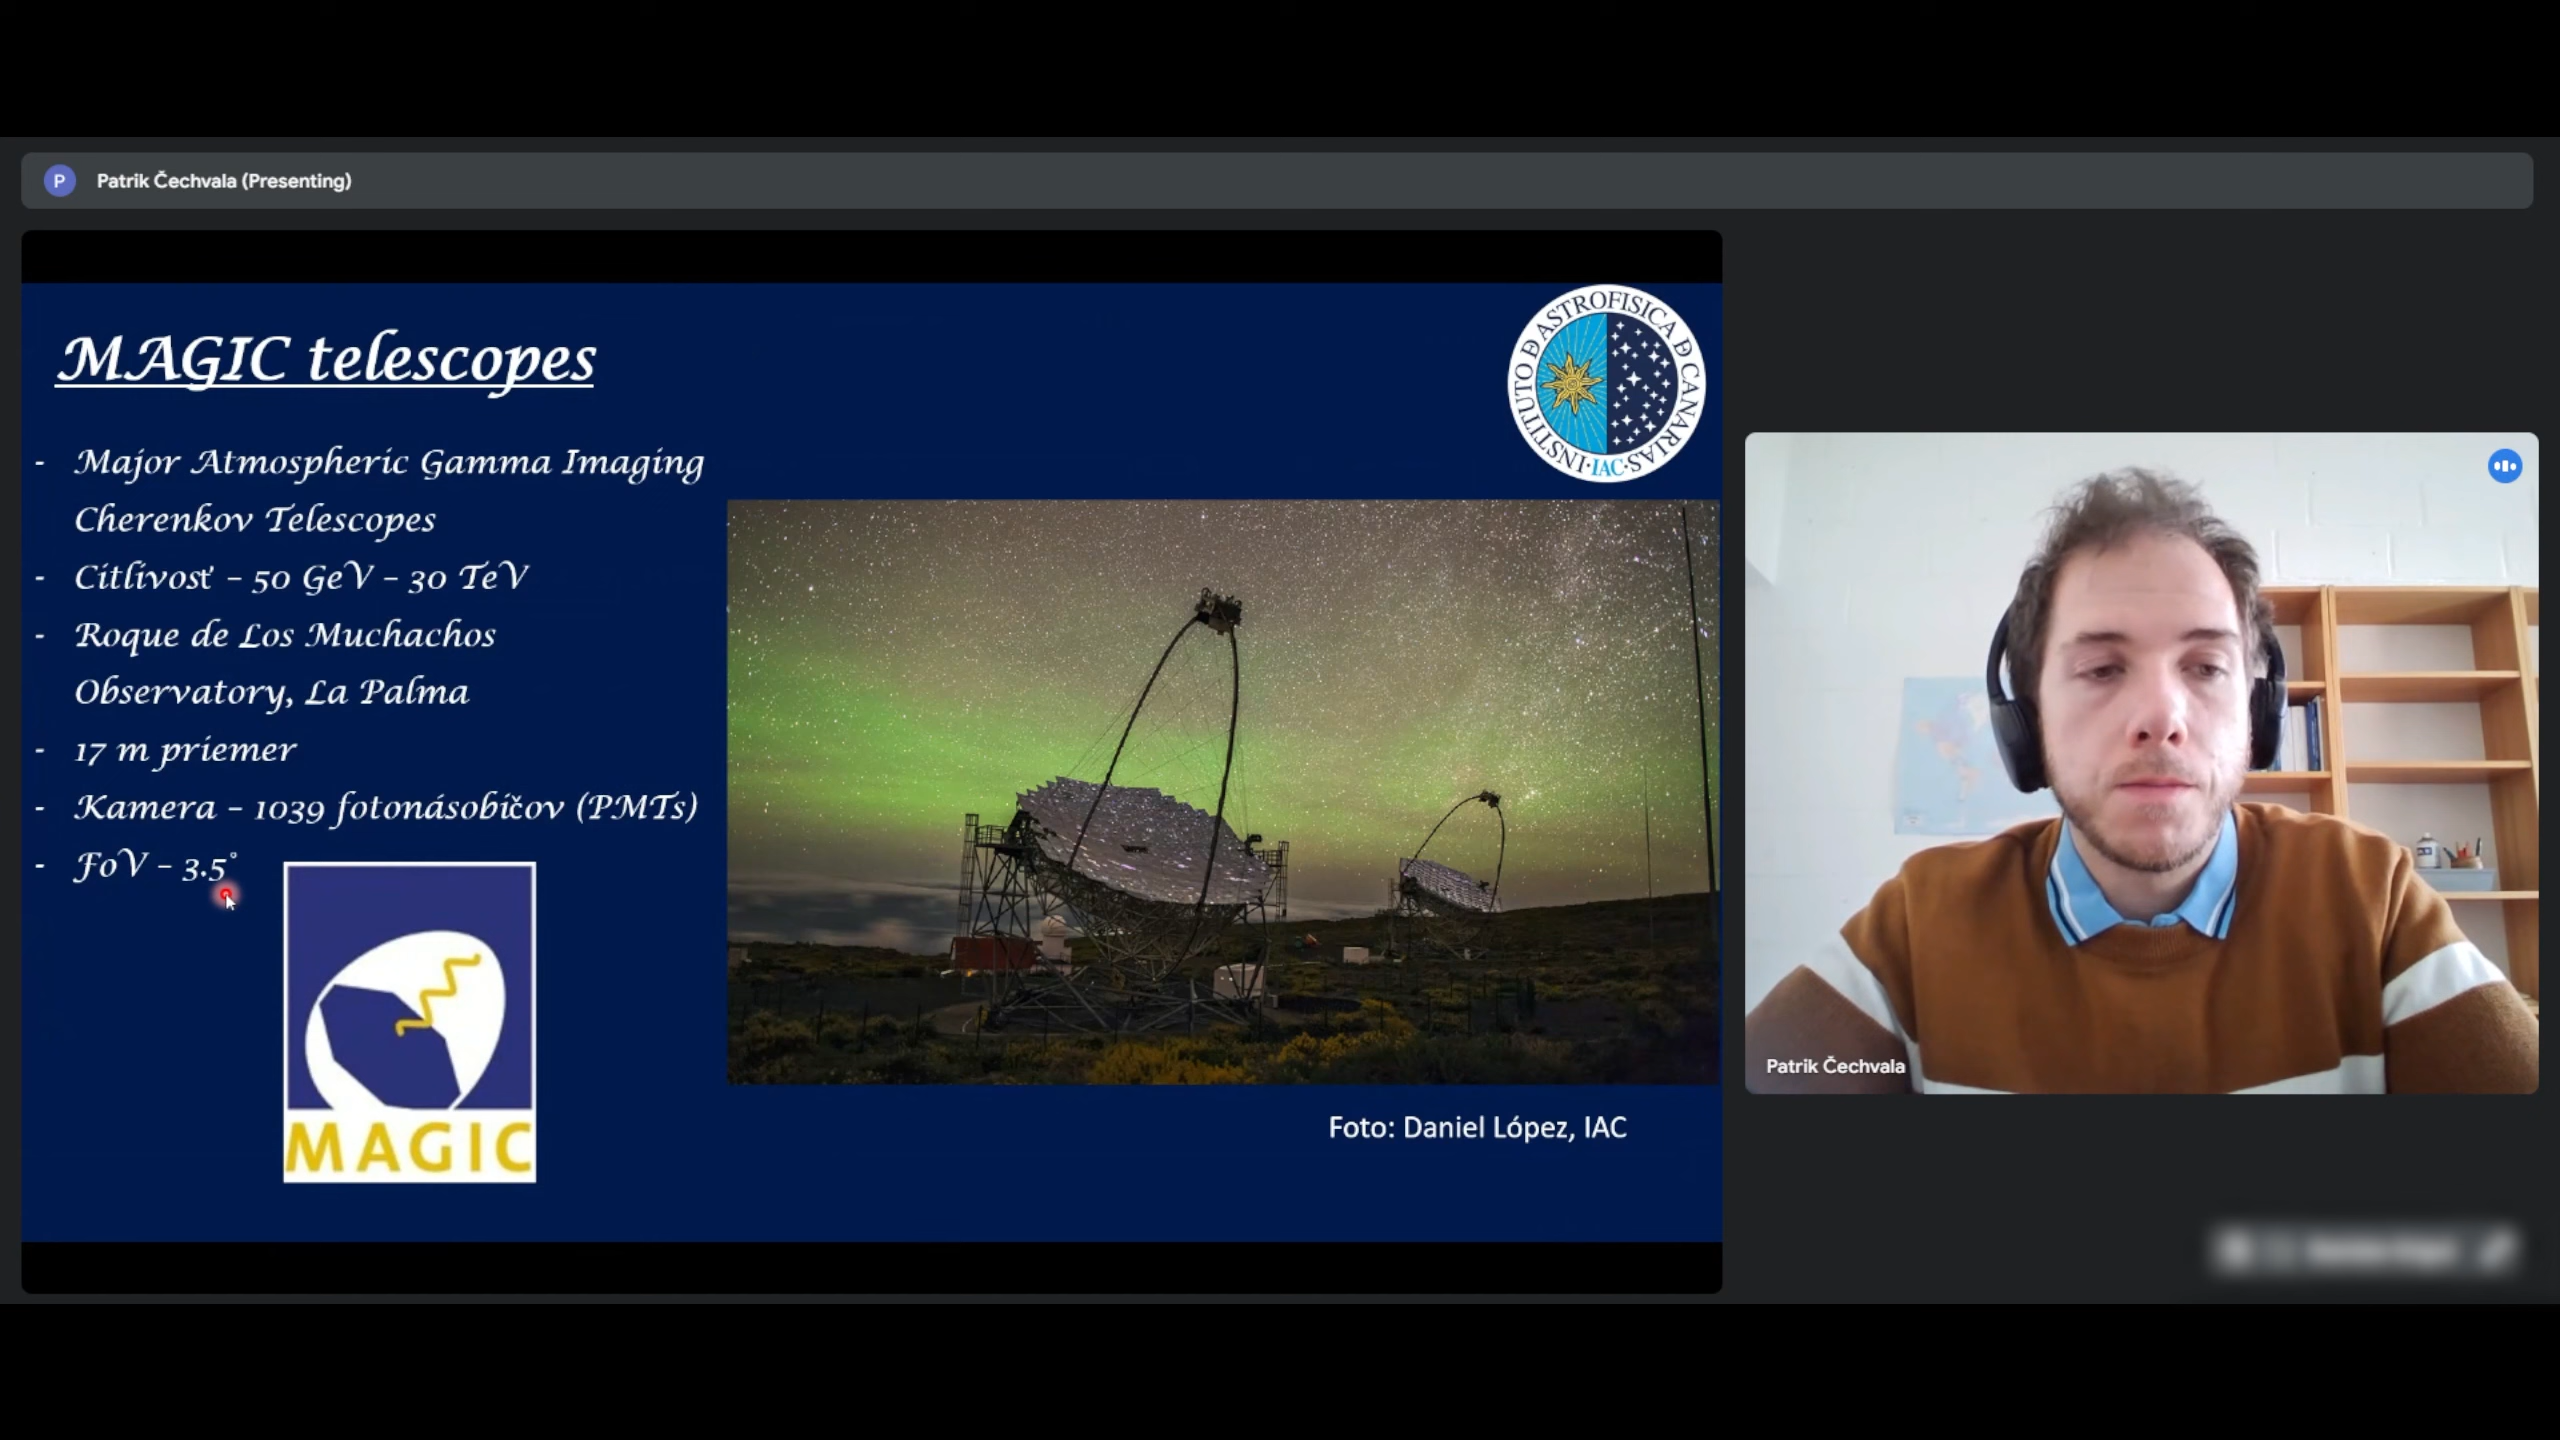 P Patrik Čechvala (Presenting)
MAGIC telescopes
INSTITUTO Ð ASTROFISICA Ð CANARIAS · IAC ·
- Major Atmospheric Gamma Imaging
Cherenkov Telescopes
- Citlivosť – 50 GeV – 30 TeV
- Roque de Los Muchachos
Observatory, La Palma
- 17 m priemer
- Kamera – 1039 fotonásobičov (PMTs)
- FoV – 3.5°
MAGIC
Foto: Daniel López, IAC
Patrik Čechvala